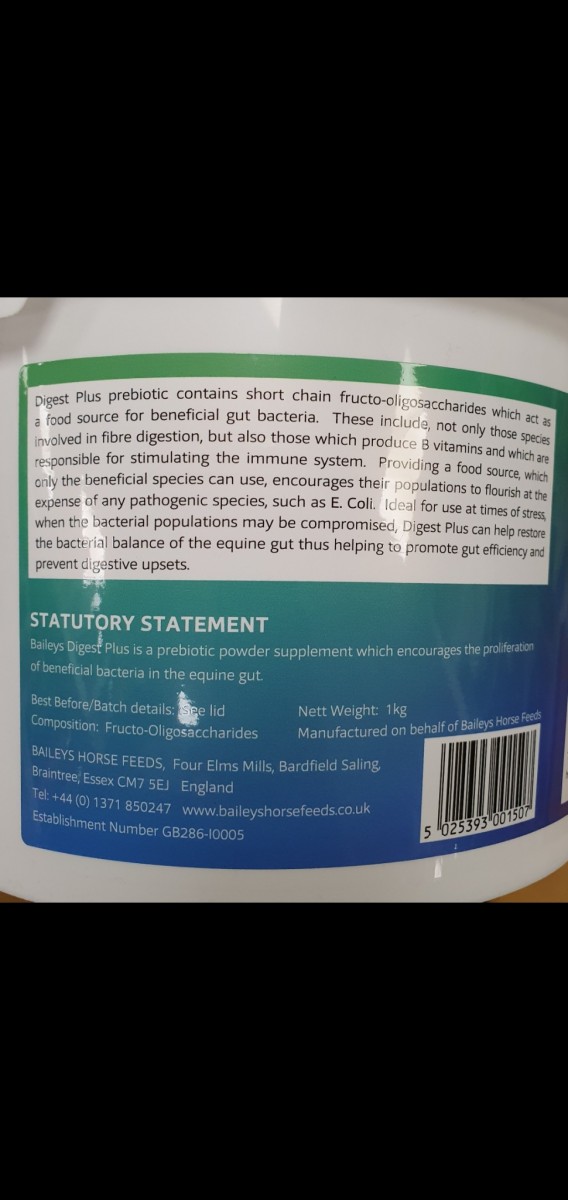 Digest Plus prebiotic contains short chain fructo-oligosaccharides which act as
a food source for beneficial gut bacteria. These include, not only those species
involved in fibre digestion, but also those which produce B vitamins and which are
responsible for stimulating the immune system. Providing a food source, which
only the beneficial species can use, encourages their populations to flourish at the
expense of any pathogenic species, such as E. Coli. Ideal for use at times of stress,
when the bacterial populations may be compromised, Digest Plus can help restore
the bacterial balance of the equine gut thus helping to promote gut efficiency and
prevent digestive upsets.
STATUTORY STATEMENT
Baileys Digest Plus is a prebiotic powder supplement which encourages the proliferation
of beneficial bacteria in the equine gut.
Best Before/Batch details: See lid
Nett Weight: 1kg
Composition: Fructo-Oligosaccharides
Manufactured on behalf of Baileys Horse Feeds
BAILEYS HORSE FEEDS, Four Elms Mills, Bardfield Saling,
Braintree, Essex CM7 5EJ England
Tel: +44 (0) 1371 850247 www.baileyshorsefeeds.co.uk
Establishment Number GB286-I0005
5 025393 001507